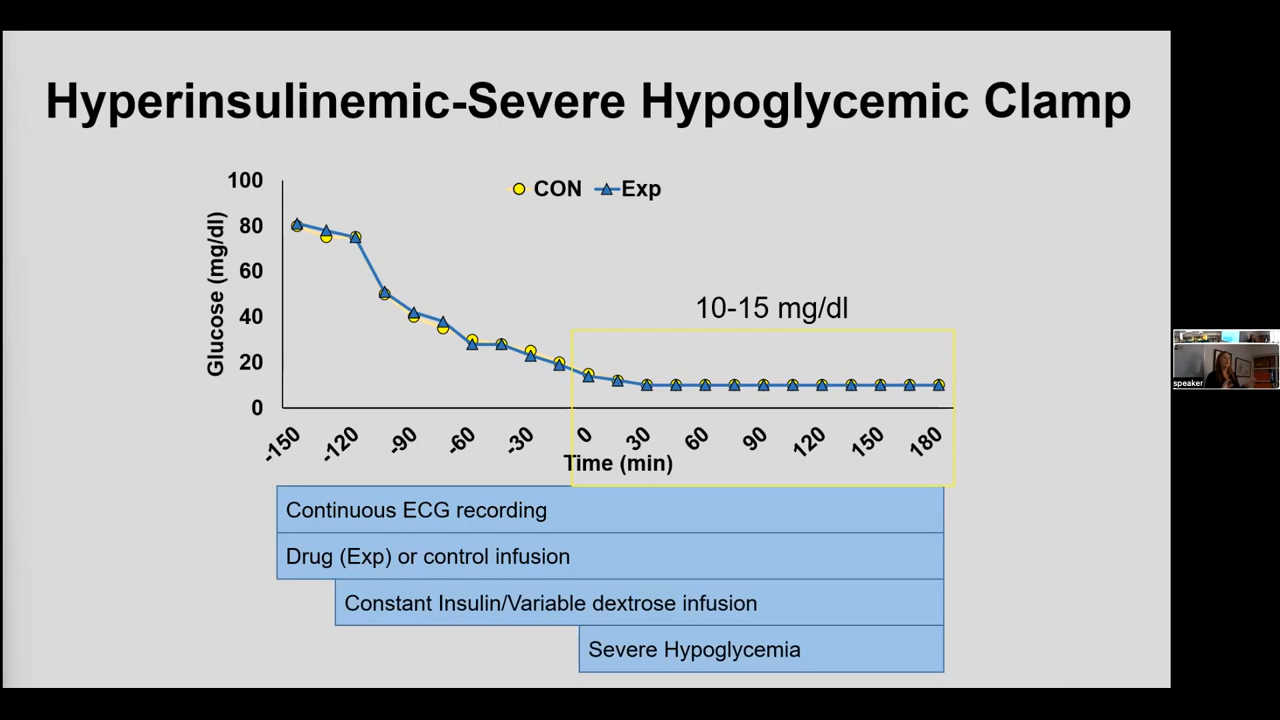 Hyperinsulinemic-Severe Hypoglycemic Clamp
CON Exp
100
80
60
40
20
0
Glucose (mg/dl)
10-15 mg/dl
-150 -120 -90 -60 -30 0 30 60 90 120 150 180
Time (min)
Continuous ECG recording
Drug (Exp) or control infusion
Constant Insulin/Variable dextrose infusion
Severe Hypoglycemia
speaker